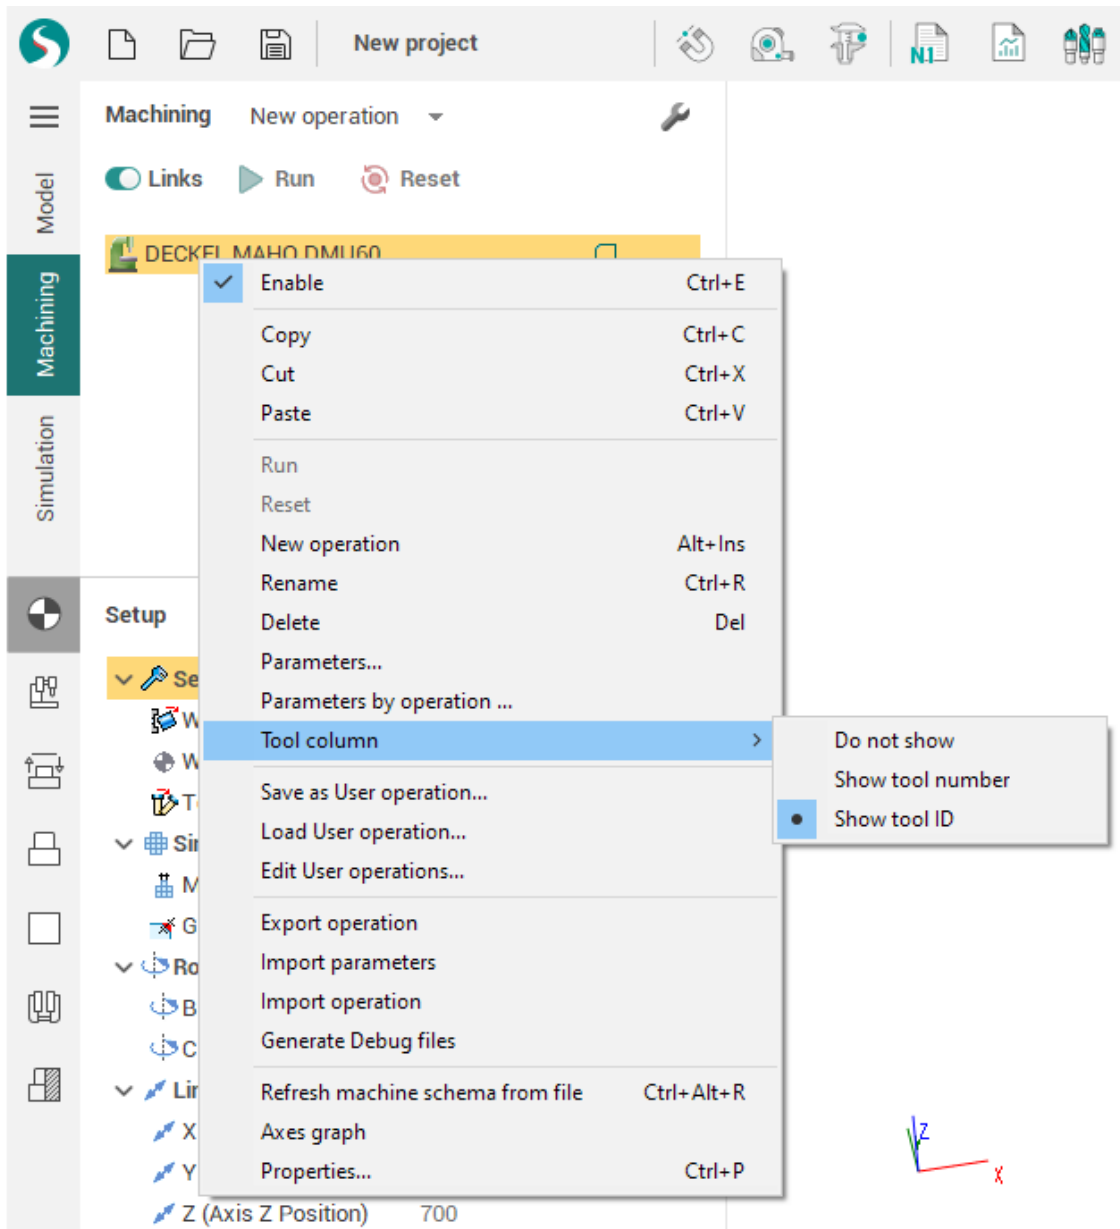 New project
N1
Machining New operation
Links Run Reset
Model
Machining
Simulation
DECKEL MAHO DMU60
Enable Ctrl+E
Copy Ctrl+C
Cut Ctrl+X
Paste Ctrl+V
Run
Reset
New operation Alt+Ins
Rename Ctrl+R
Delete Del
Parameters...
Parameters by operation ...
Tool column
Save as User operation...
Load User operation...
Edit User operations...
Export operation
Import parameters
Import operation
Generate Debug files
Refresh machine schema from file Ctrl+Alt+R
Axes graph
Properties... Ctrl+P
Do not show
Show tool number
Show tool ID
Setup
Se
W
W
T
Sir
M
G
Ro
B
C
Lir
X
Y
Z (Axis Z Position) 700
Z
X